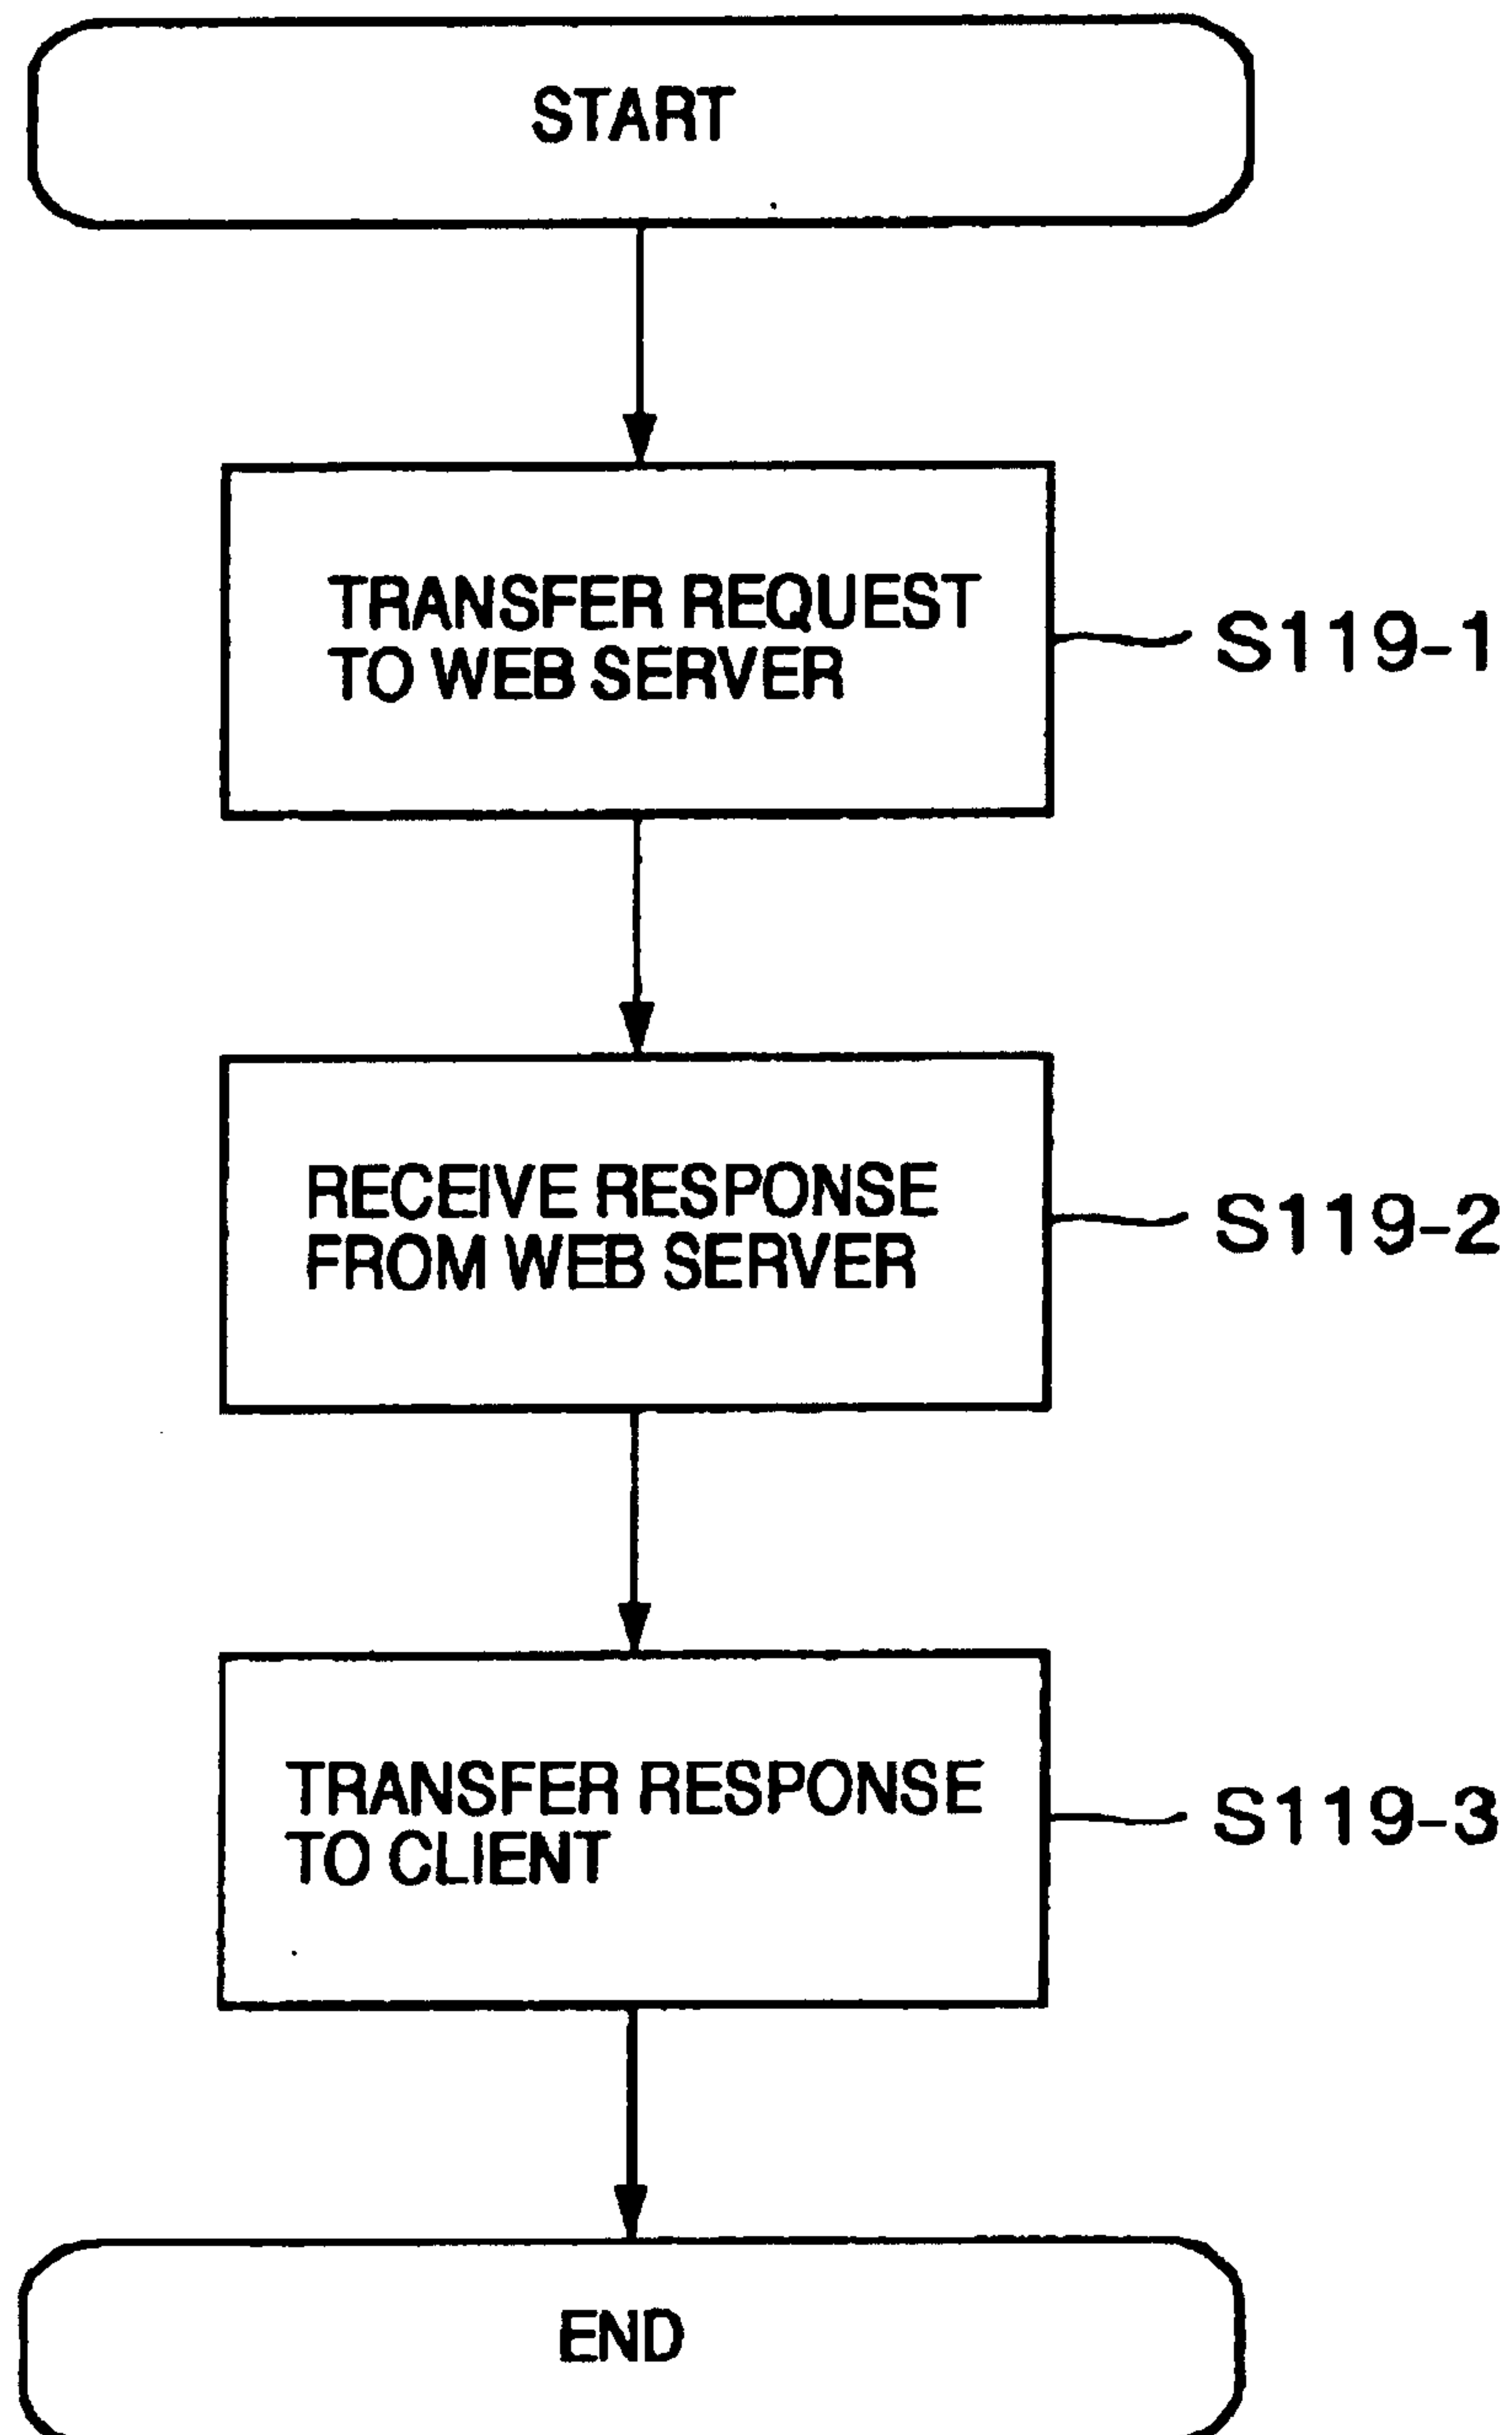 START
TRANSFER REQUEST
TO WEB SERVER
S119-1
RECEIVE RESPONSE
FROM WEB SERVER
S119-2
TRANSFER RESPONSE
TO CLIENT
S119-3
END